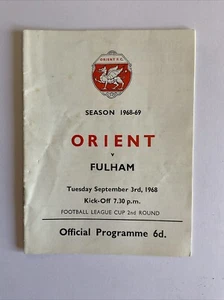 ORIENT F.C.
SEASON 1968-69
ORIENT
v
FULHAM
Tuesday September 3rd, 1968
Kick-Off 7.30 p.m.
FOOTBALL LEAGUE CUP 2nd ROUND
Official Programme 6d.